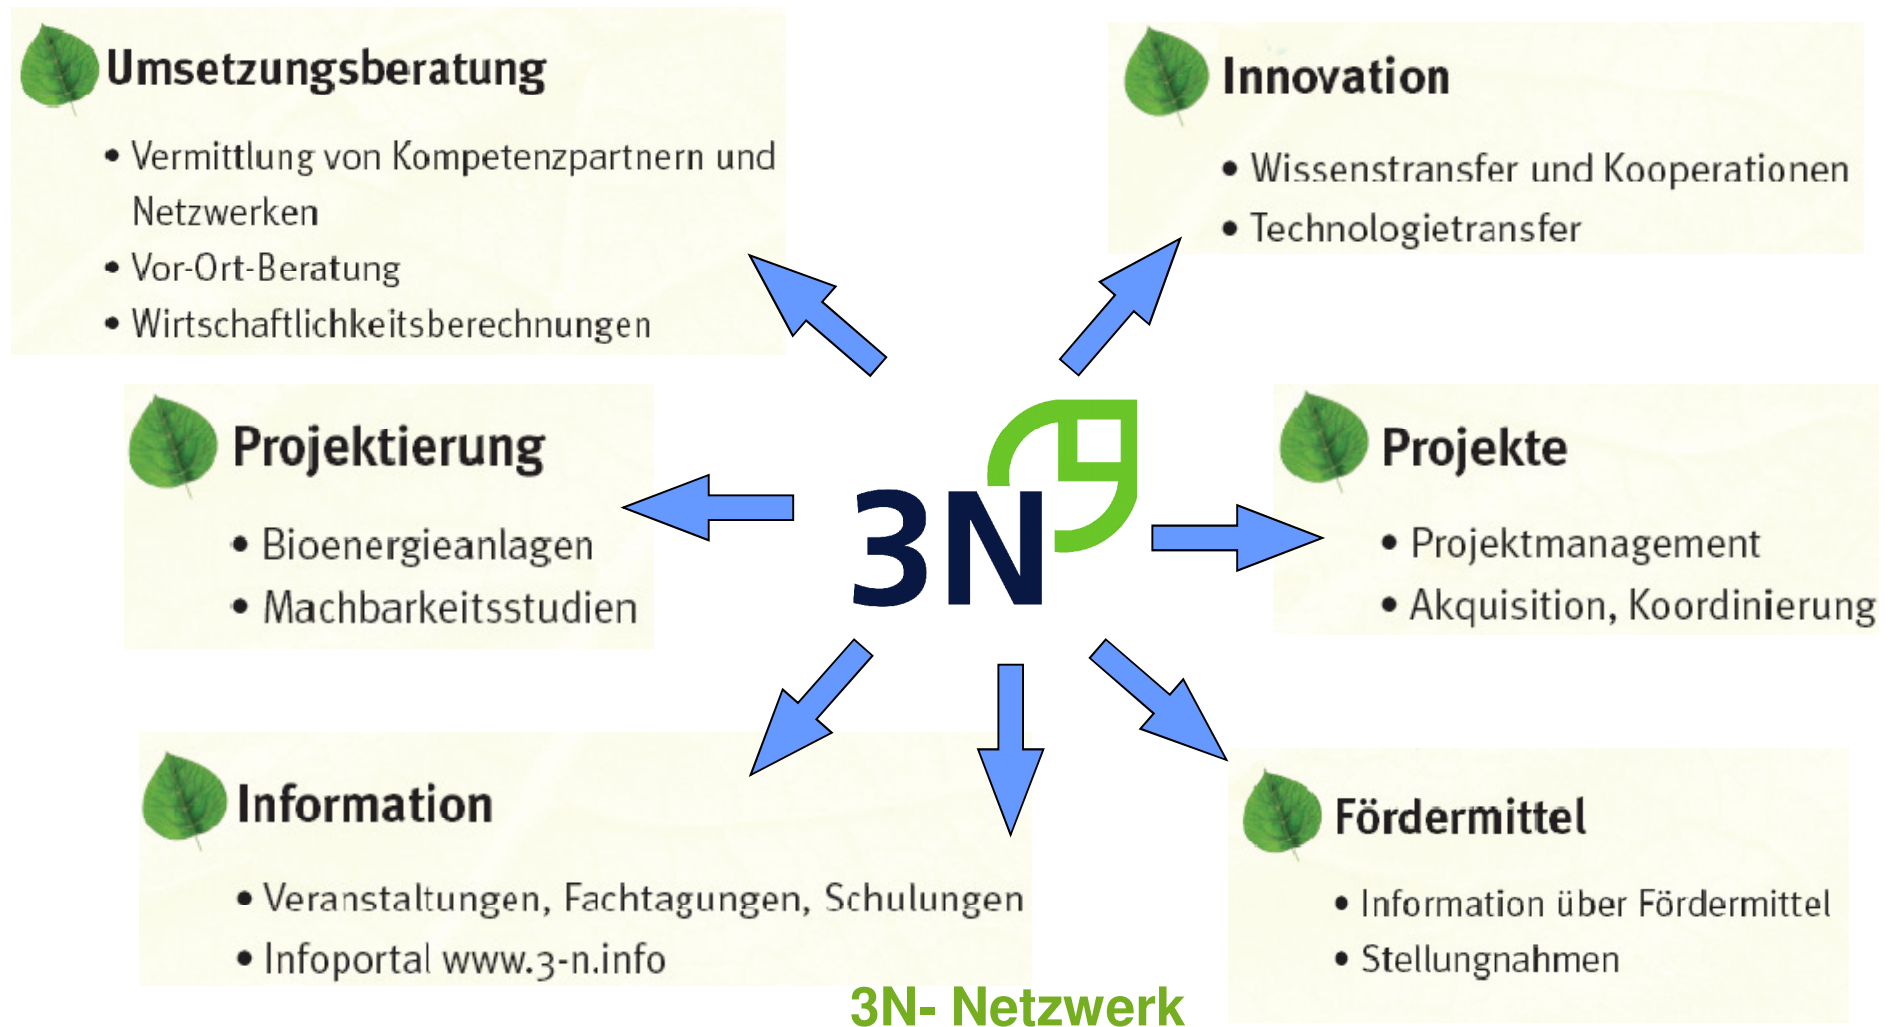 Umsetzungsberatung
• Vermittlung von Kompetenzpartnern und
Netzwerken
• Vor-Ort-Beratung
• Wirtschaftlichkeitsberechnungen
Innovation
• Wissenstransfer und Kooperationen
• Technologietransfer
Projektierung
• Bioenergieanlagen
• Machbarkeitsstudien
3N
Projekte
• Projektmanagement
• Akquisition, Koordinierung
Information
• Veranstaltungen, Fachtagungen, Schulungen
• Infoportal www.3-n.info
Fördermittel
• Information über Fördermittel
• Stellungnahmen
3N- Netzwerk